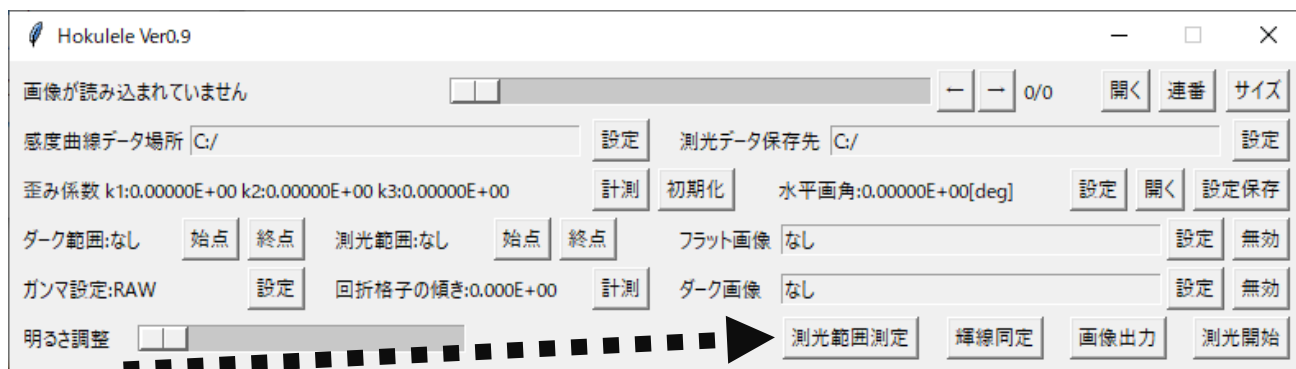 Hokulele Ver0.9
画像が読み込まれていません ← → 0/0 開く 連番 サイズ
感度曲線データ場所 C:/ 設定 測光データ保存先 C:/ 設定
歪み係数 k1:0.00000E+00 k2:0.00000E+00 k3:0.00000E+00 計測 初期化 水平画角:0.00000E+00[deg] 設定 開く 設定保存
ダーク範囲:なし 始点 終点 測光範囲:なし 始点 終点 フラット画像 なし 設定 無効
ガンマ設定:RAW 設定 回折格子の傾き:0.000E+00 計測 ダーク画像 なし 設定 無効
明るさ調整 測光範囲測定 輝線同定 画像出力 測光開始